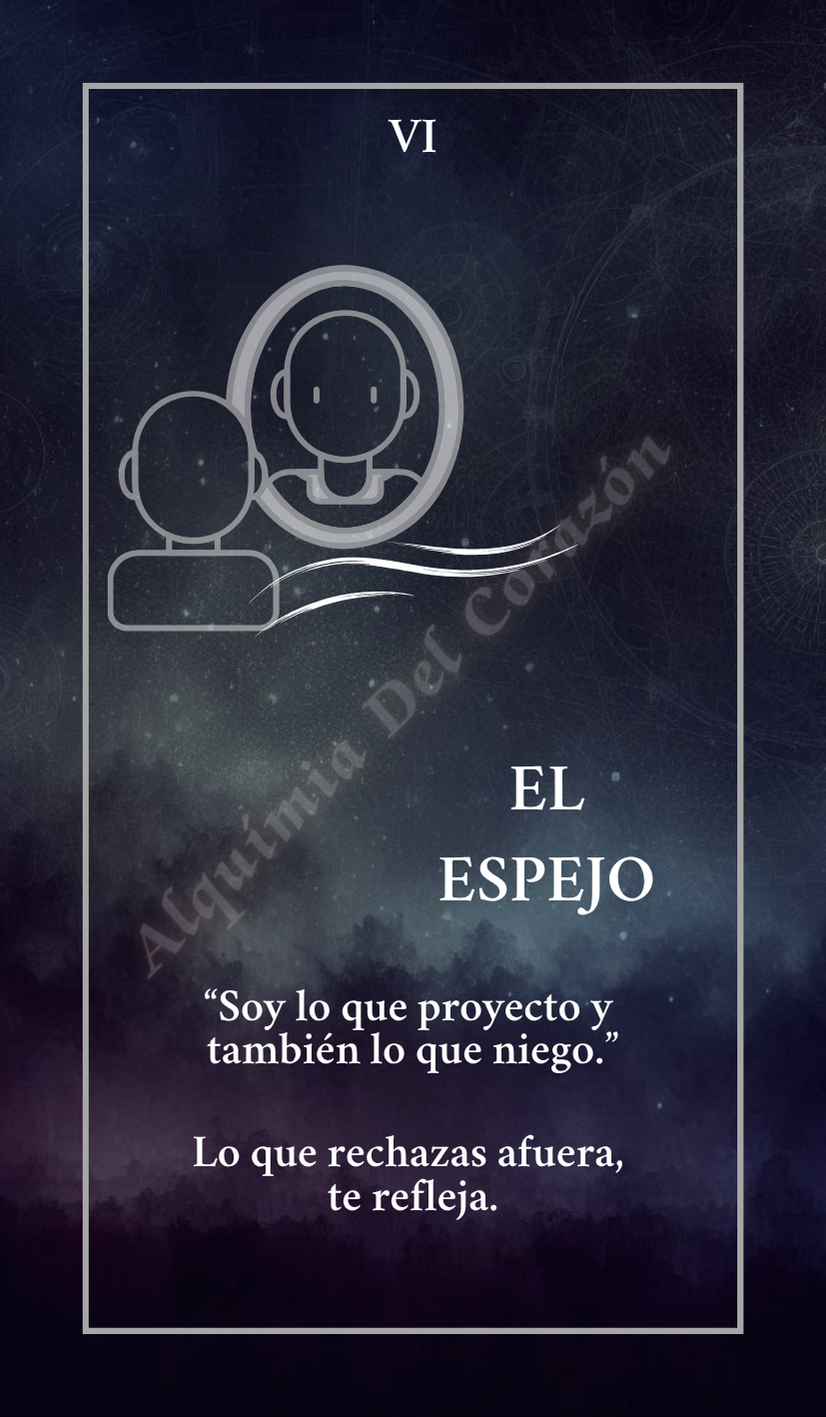 VI
Alquímia Del Corazón
EL
ESPEJO
“Soy lo que proyecto y
también lo que niego.”
Lo que rechazas afuera,
te refleja.